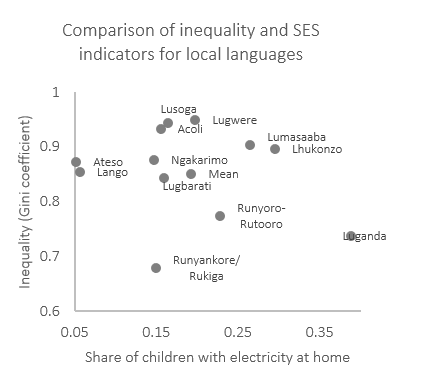 Comparison of inequality and SES
indicators for local languages
Inequality (Gini coefficient)
1
0.9
0.8
0.7
0.6
Lusoga
Lugwere
Acoli
Lumasaaba
Lhukonzo
Ateso
Lango
Ngakarimo
Mean
Lugbarati
Runyoro-
Rutooro
Luganda
Runyankore/
Rukiga
0.05
0.15
0.25
0.35
Share of children with electricity at home